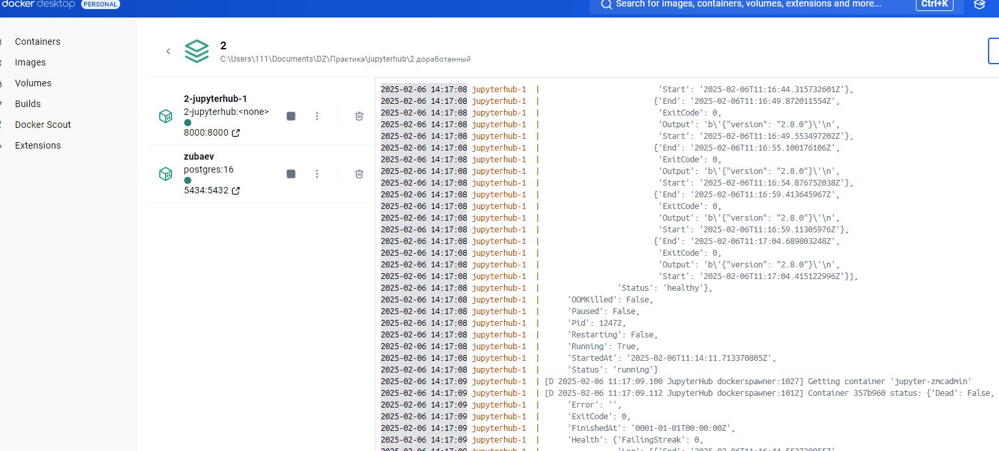 docker desktop PERSONAL
Search for images, containers, volumes, extensions and more... Ctrl+K
Containers
Images
Volumes
Builds
Docker Scout
Extensions
2
C:\Users\111\Documents\DZ\Практика\jupyterhub\2 доработанный
2-jupyterhub-1
2-jupyterhub:<none>
8000:8000
zubaev
postgres:16
5434:5432
2025-02-06 14:17:08 jupyterhub-1 | 'Start': '2025-02-06T11:16:44.315732601Z'},
2025-02-06 14:17:08 jupyterhub-1 | {'End': '2025-02-06T11:16:49.872011554Z',
2025-02-06 14:17:08 jupyterhub-1 | 'ExitCode': 0,
2025-02-06 14:17:08 jupyterhub-1 | 'Output': 'b\'{"version": "2.8.0"}\'\n',
2025-02-06 14:17:08 jupyterhub-1 | 'Start': '2025-02-06T11:16:49.553497202Z'},
2025-02-06 14:17:08 jupyterhub-1 | {'End': '2025-02-06T11:16:55.100176106Z',
2025-02-06 14:17:08 jupyterhub-1 | 'ExitCode': 0,
2025-02-06 14:17:08 jupyterhub-1 | 'Output': 'b\'{"version": "2.8.0"}\'\n',
2025-02-06 14:17:08 jupyterhub-1 | 'Start': '2025-02-06T11:16:54.876752038Z'},
2025-02-06 14:17:08 jupyterhub-1 | {'End': '2025-02-06T11:16:59.413645967Z',
2025-02-06 14:17:08 jupyterhub-1 | 'ExitCode': 0,
2025-02-06 14:17:08 jupyterhub-1 | 'Output': 'b\'{"version": "2.8.0"}\'\n',
2025-02-06 14:17:08 jupyterhub-1 | 'Start': '2025-02-06T11:16:59.11305976Z'},
2025-02-06 14:17:08 jupyterhub-1 | {'End': '2025-02-06T11:17:04.689803248Z',
2025-02-06 14:17:08 jupyterhub-1 | 'ExitCode': 0,
2025-02-06 14:17:08 jupyterhub-1 | 'Output': 'b\'{"version": "2.8.0"}\'\n',
2025-02-06 14:17:08 jupyterhub-1 | 'Start': '2025-02-06T11:17:04.415122996Z'}],
2025-02-06 14:17:08 jupyterhub-1 | 'Status': 'healthy'},
2025-02-06 14:17:08 jupyterhub-1 | 'OOMKilled': False,
2025-02-06 14:17:08 jupyterhub-1 | 'Paused': False,
2025-02-06 14:17:08 jupyterhub-1 | 'Pid': 12472,
2025-02-06 14:17:08 jupyterhub-1 | 'Restarting': False,
2025-02-06 14:17:08 jupyterhub-1 | 'Running': True,
2025-02-06 14:17:08 jupyterhub-1 | 'StartedAt': '2025-02-06T11:14:11.713370805Z',
2025-02-06 14:17:08 jupyterhub-1 | 'Status': 'running'}
2025-02-06 14:17:09 jupyterhub-1 | [D 2025-02-06 11:17:09.100 JupyterHub dockerspawner:1027] Getting container 'jupyter-zmcadmin'
2025-02-06 14:17:09 jupyterhub-1 | [D 2025-02-06 11:17:09.112 JupyterHub dockerspawner:1012] Container 357b960 status: {'Dead': False,
2025-02-06 14:17:09 jupyterhub-1 | 'Error': '',
2025-02-06 14:17:09 jupyterhub-1 | 'ExitCode': 0,
2025-02-06 14:17:09 jupyterhub-1 | 'FinishedAt': '0001-01-01T00:00:00Z',
2025-02-06 14:17:09 jupyterhub-1 | 'Health': {'FailingStreak': 0,